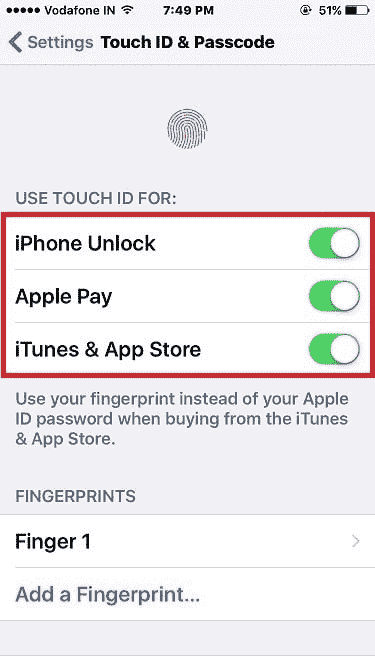 Vodafone IN 7:49 PM 51%
Settings Touch ID & Passcode
USE TOUCH ID FOR:
iPhone Unlock
Apple Pay
iTunes & App Store
Use your fingerprint instead of your Apple
ID password when buying from the iTunes
& App Store.
FINGERPRINTS
Finger 1
Add a Fingerprint...